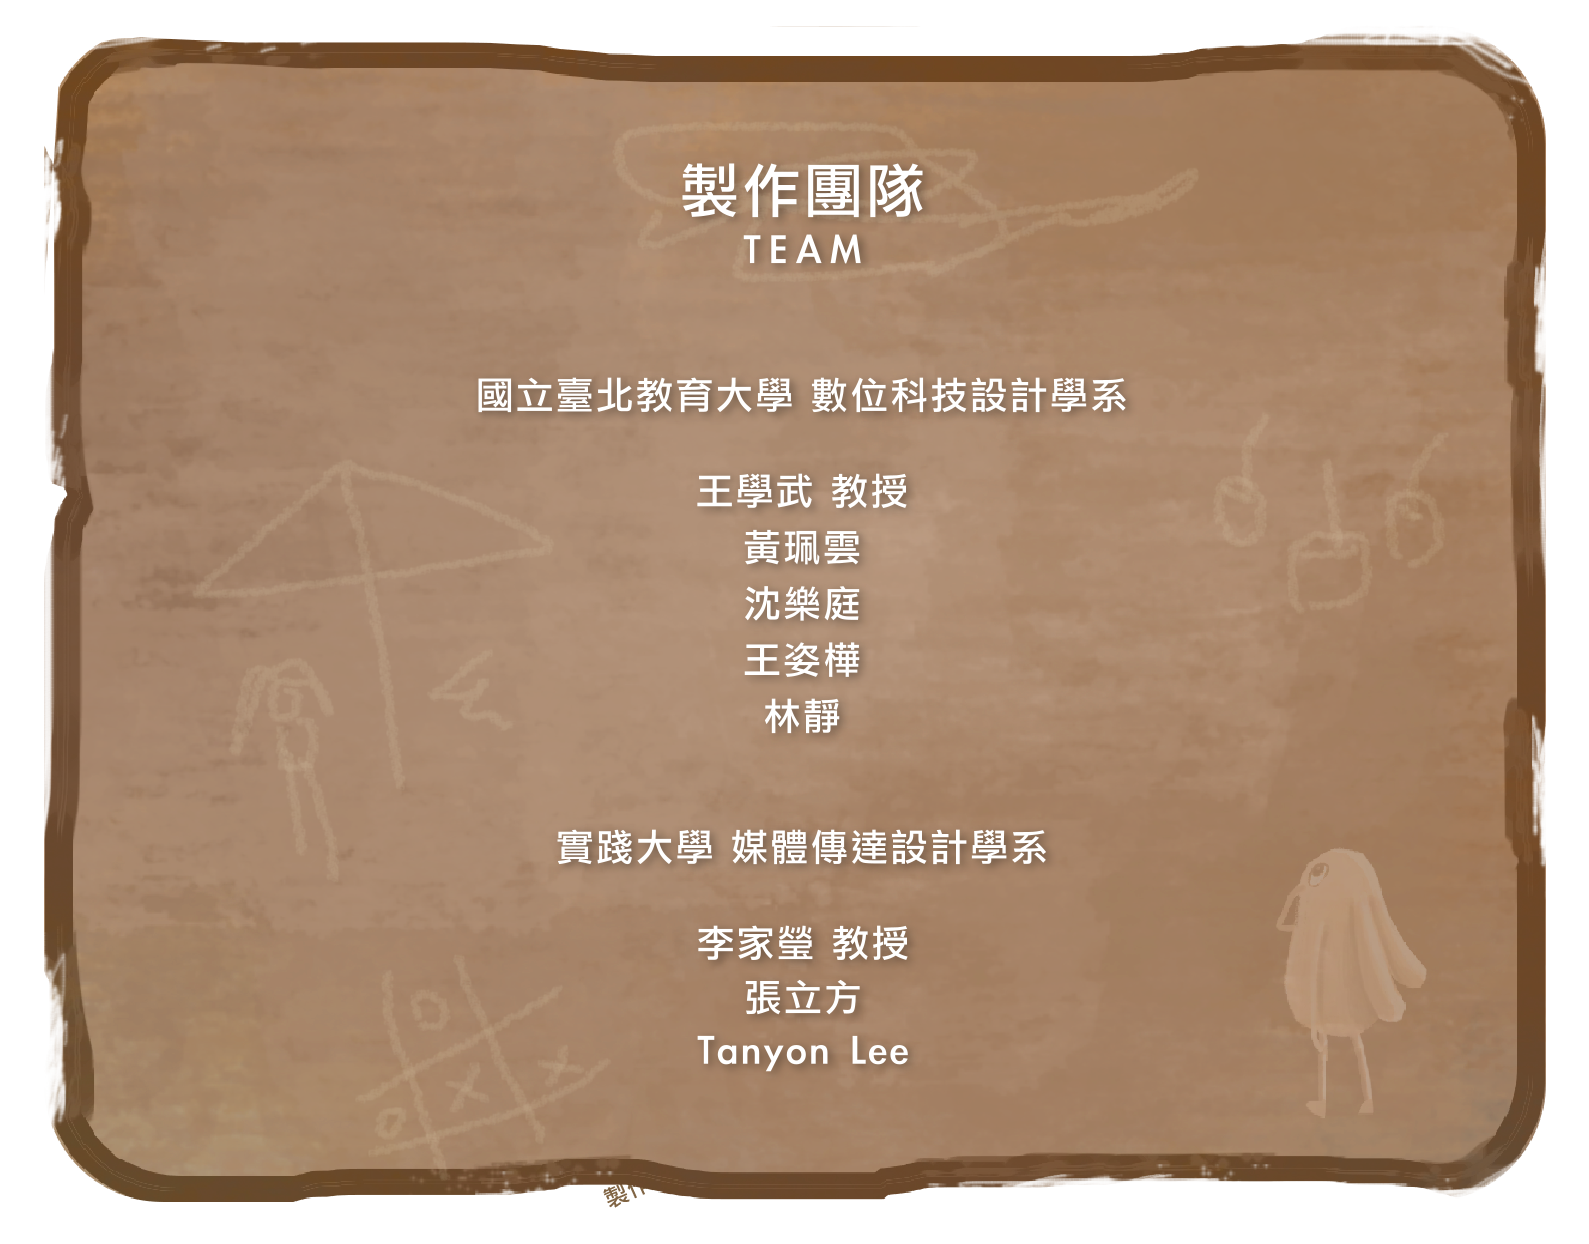 製作團隊
TEAM
國立臺北教育大學 數位科技設計學系
王學武 教授
黃珮雲
沈樂庭
王姿樺
林靜
實踐大學 媒體傳達設計學系
李家瑩 教授
張立方
Tanyon Lee
製作